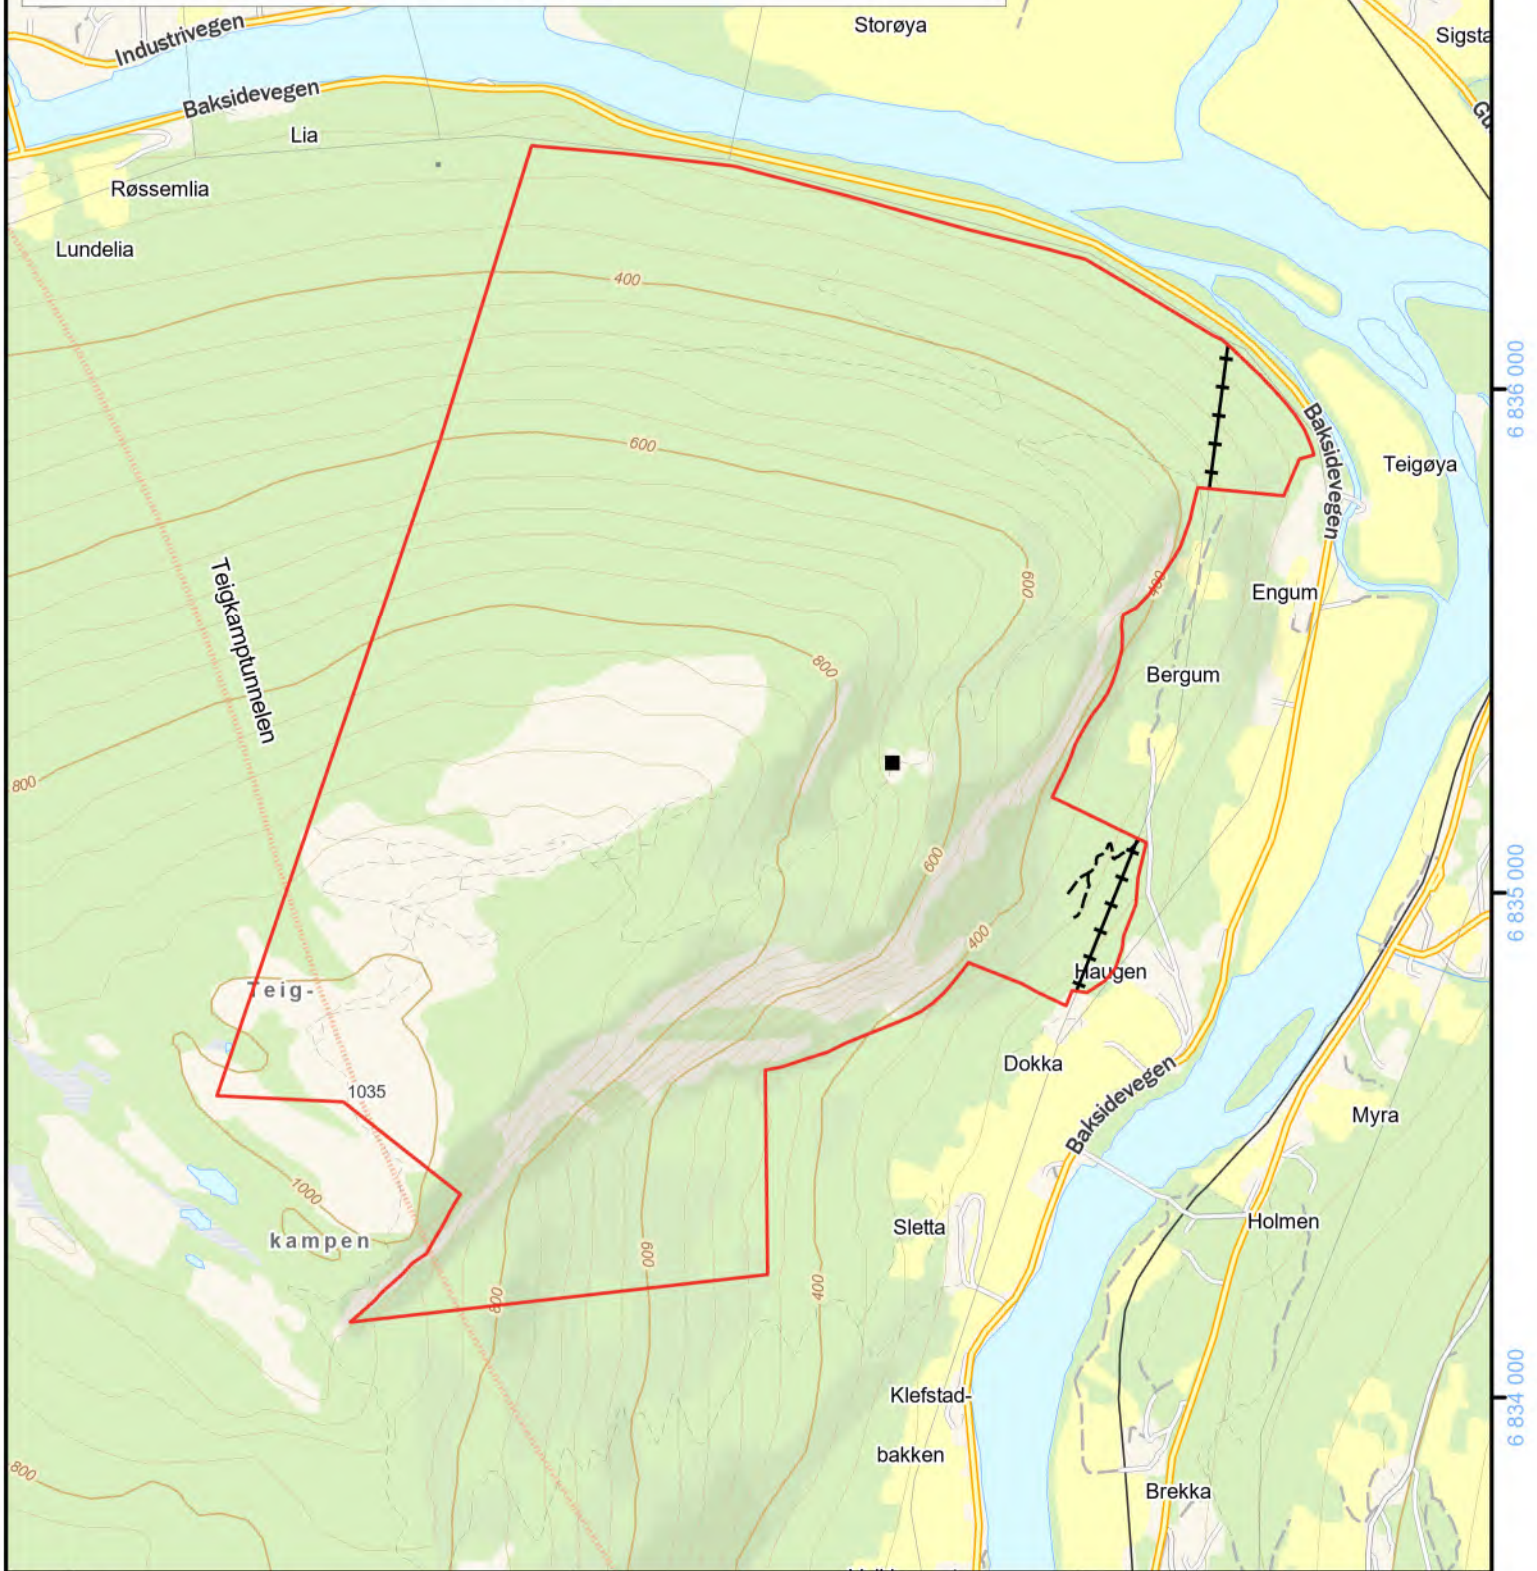 Storøya
Sigsta
Industrivegen
Baksidevegen
Lia
Røssemlia
Lundelia
400
6 836 000
600
Baksidevegen
Teigøya
Teigkamptunnelen
600
400
Engum
800
Bergum
800
600
6 835 000
400
Haugen
Teig-
Dokka
1035
Baksidevegen
Myra
1000
kampen
Sletta
Holmen
600
800
400
Klefstad-
bakken
6 834 000
800
Brekka